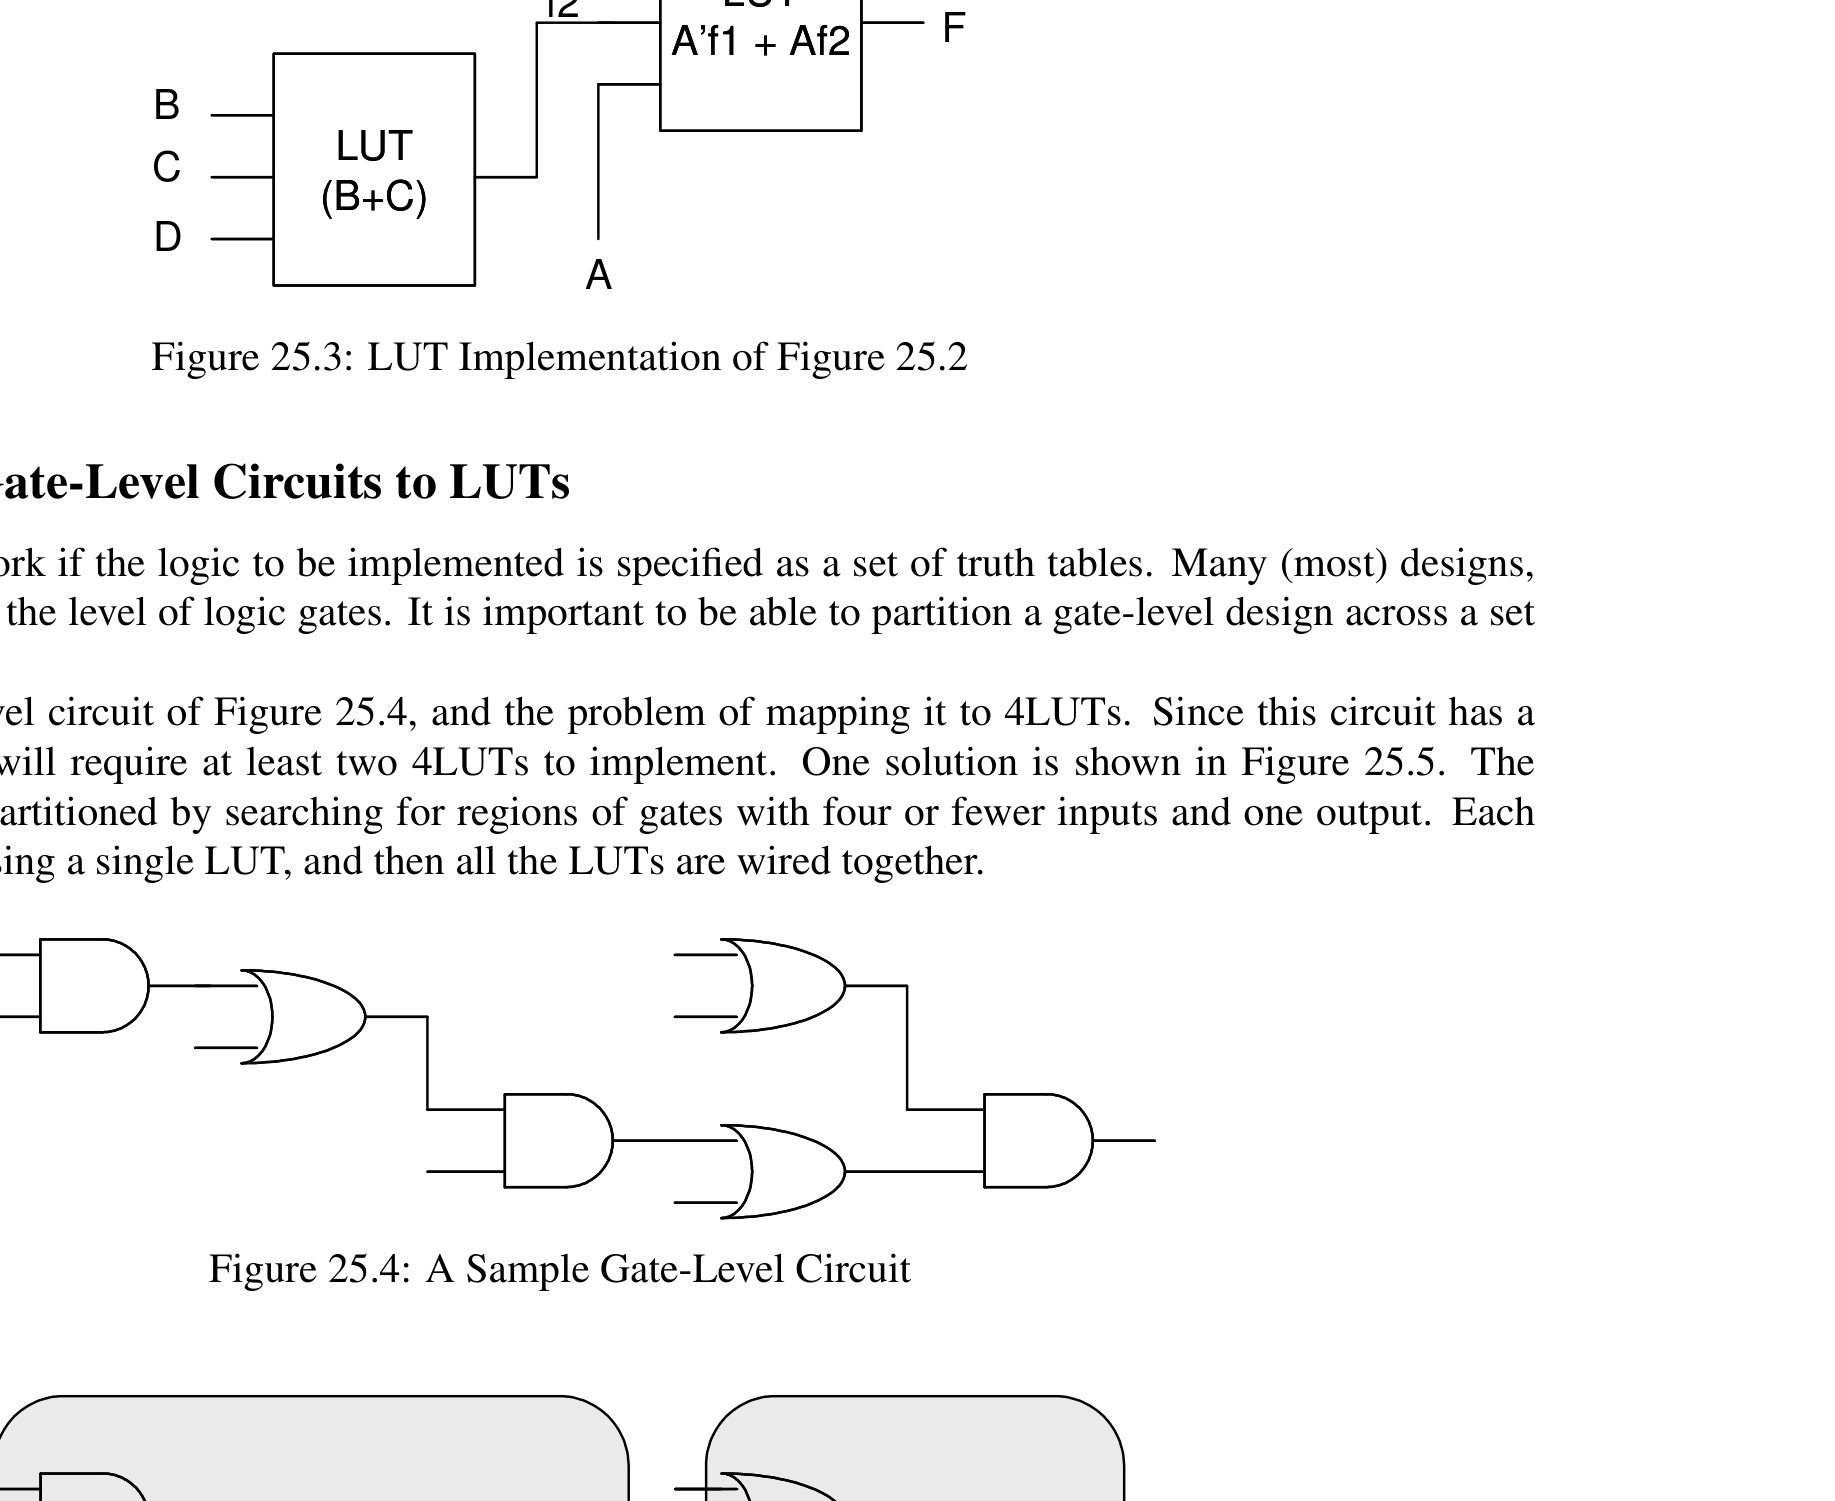 A'f1 + Af2
F
B
C
D
LUT
(B+C)
A
Figure 25.3: LUT Implementation of Figure 25.2
ate-Level Circuits to LUTs
ork if the logic to be implemented is specified as a set of truth tables. Many (most) designs,
the level of logic gates. It is important to be able to partition a gate-level design across a set
vel circuit of Figure 25.4, and the problem of mapping it to 4LUTs. Since this circuit has a
will require at least two 4LUTs to implement. One solution is shown in Figure 25.5. The
artitioned by searching for regions of gates with four or fewer inputs and one output. Each
sing a single LUT, and then all the LUTs are wired together.
Figure 25.4: A Sample Gate-Level Circuit